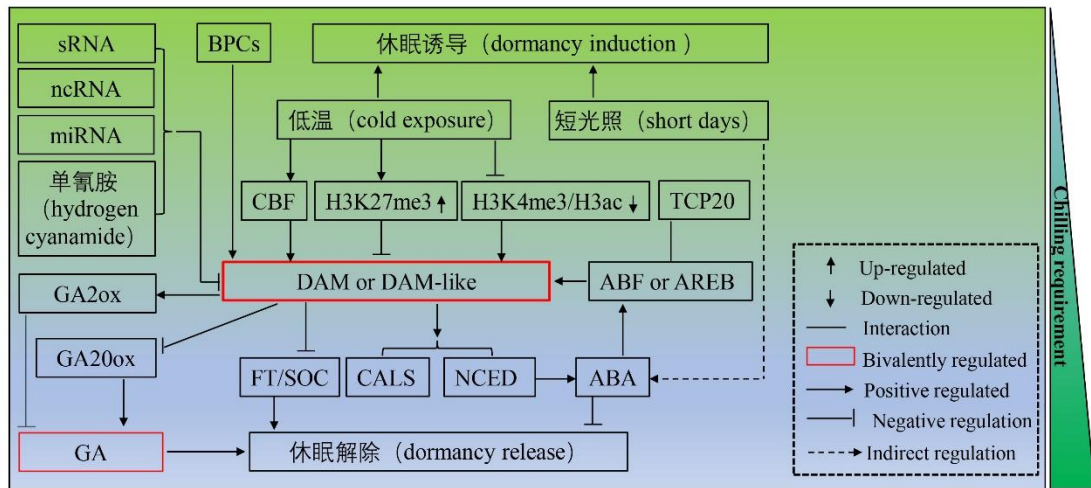 sRNA
BPCs
休眠诱导（dormancy induction ）
ncRNA
miRNA
低温（cold exposure）
短光照（short days）
单氰胺
（hydrogen
cyanamide）
CBF
H3K27me3
H3K4me3/H3ac
TCP20
DAM or DAM-like
ABF or AREB
GA2ox
GA20ox
FT/SOC
CALS
NCED
ABA
GA
休眠解除（dormancy release）
Up-regulated
Down-regulated
Interaction
Bivalently regulated
Positive regulated
Negative regulation
Indirect regulation
Chilling requirement